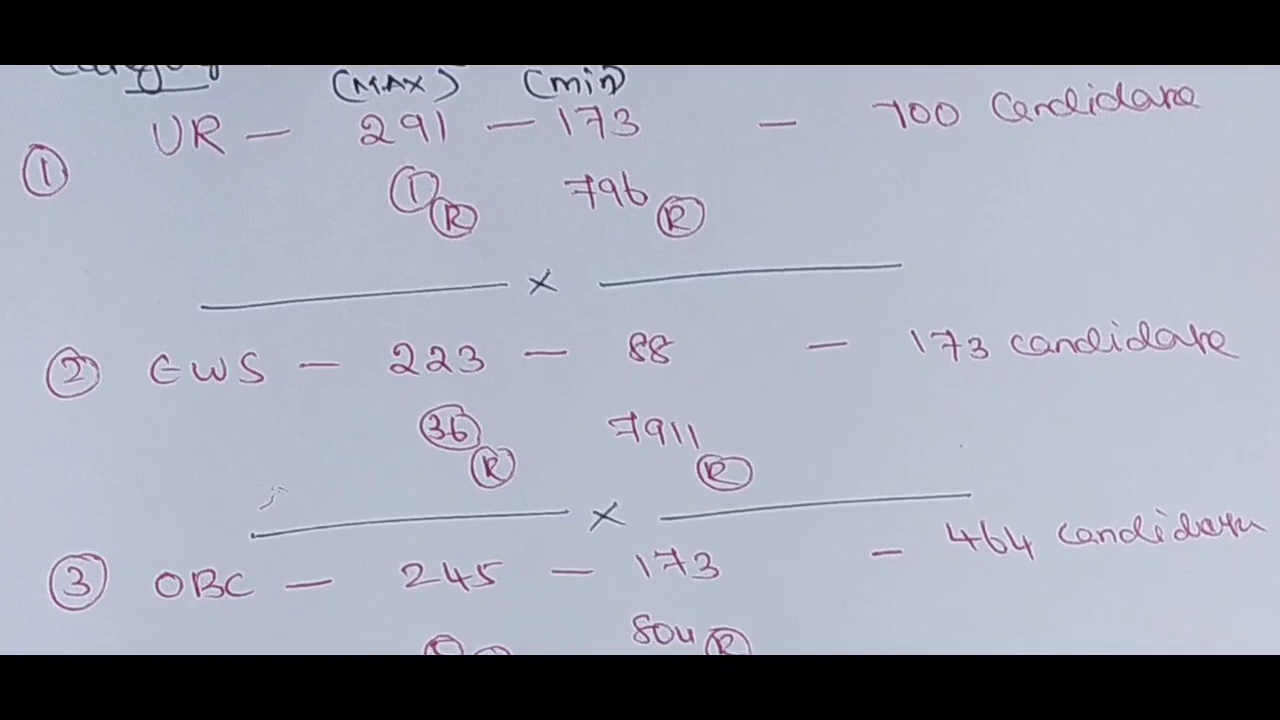 (MAX) (min)
① UR - 291 - 173 - 700 Candidate
① Ⓡ 796 Ⓡ
x
② EWS - 223 - 88 - 173 candidate
㊱ Ⓡ 7911 Ⓡ
x
③ OBC - 245 - 173 - 464 candidate
804 Ⓡ